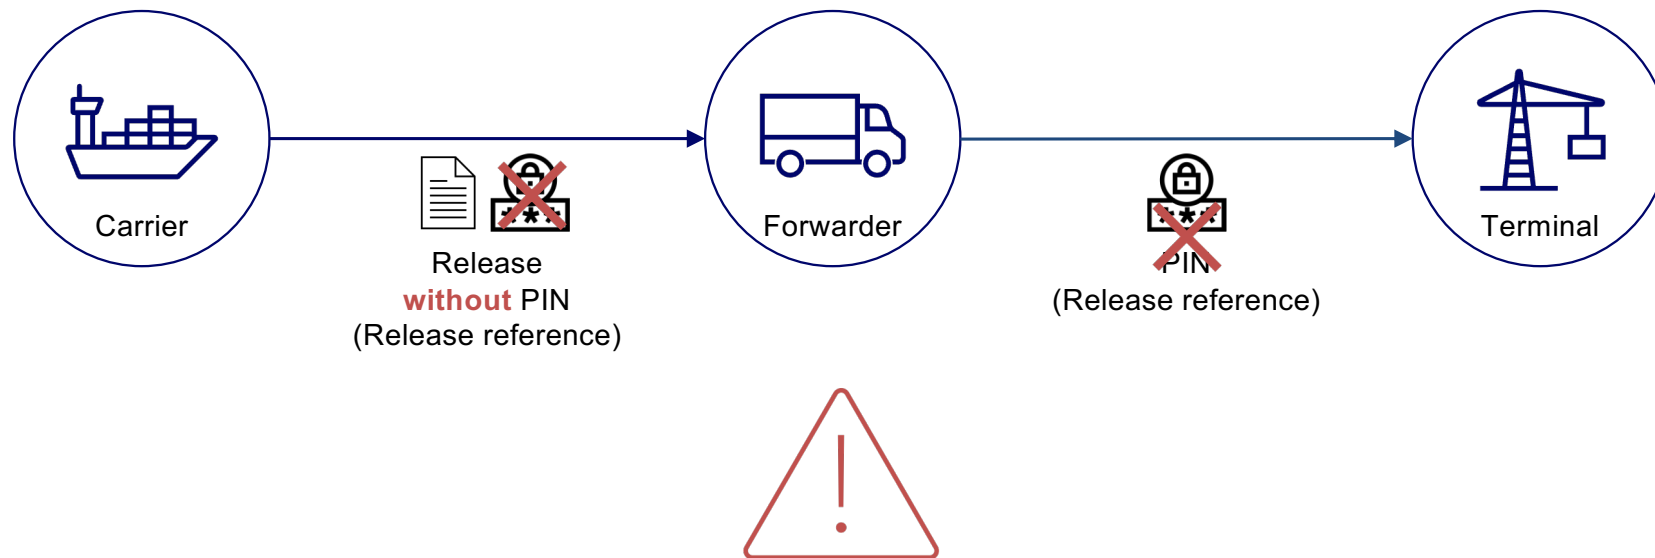 Carrier
Forwarder
Terminal
***
***
Release
without PIN
(Release reference)
PIN
(Release reference)